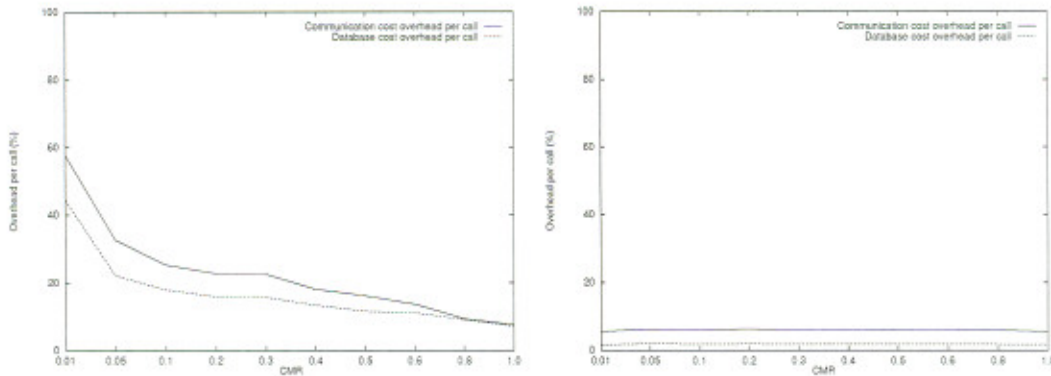 100
80
60
40
20
0
Overhead per call (%)
Communication cost overhead per call
Database cost overhead per call
0.01 0.05 0.1 0.2 0.3 0.4 0.5 0.6 0.8 1.0
CMR
100
80
60
40
20
0
Overhead per call (%)
Communication cost overhead per call
Database cost overhead per call
0.01 0.05 0.1 0.2 0.3 0.4 0.5 0.6 0.8 1.0
CMR